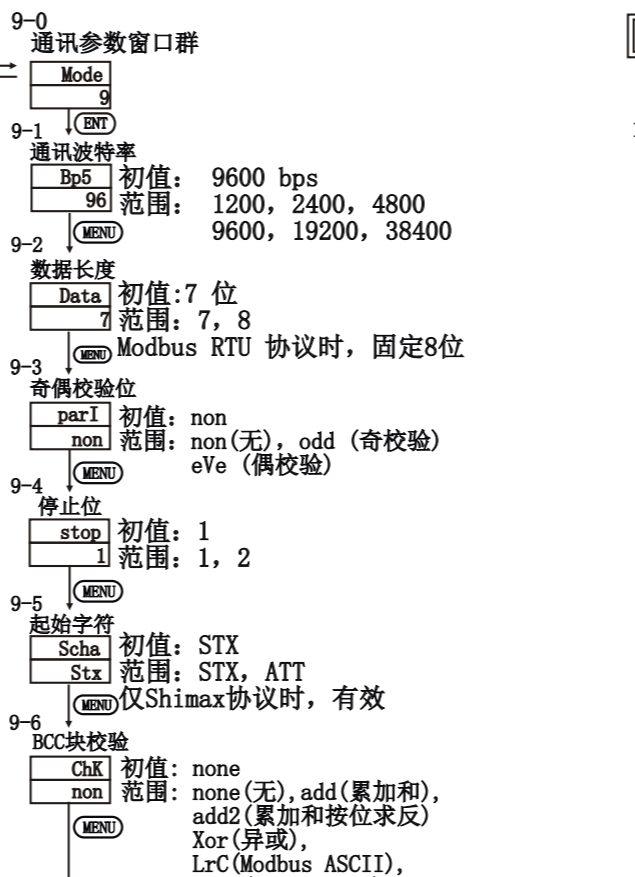 9-0
通讯参数窗口群
Mode
9
ENT
9-1
通讯波特率
Bp5 初值: 9600 bps
96 范围: 1200, 2400, 4800
9600, 19200, 38400
MENU
9-2
数据长度
Data 初值:7 位
7 范围: 7, 8
MENU Modbus RTU 协议时, 固定8位
9-3
奇偶校验位
parI 初值: non
non 范围: non(无), odd (奇校验)
eVe (偶校验)
MENU
9-4
停止位
stop 初值: 1
1 范围: 1, 2
MENU
9-5
起始字符
Scha 初值: STX
Stx 范围: STX, ATT
MENU 仅Shimax协议时, 有效
9-6
BCC块校验
ChK 初值: none
non 范围: none(无),add(累加和),
add2(累加和按位求反)
MENU
Xor(异或),
LrC(Modbus ASCII),